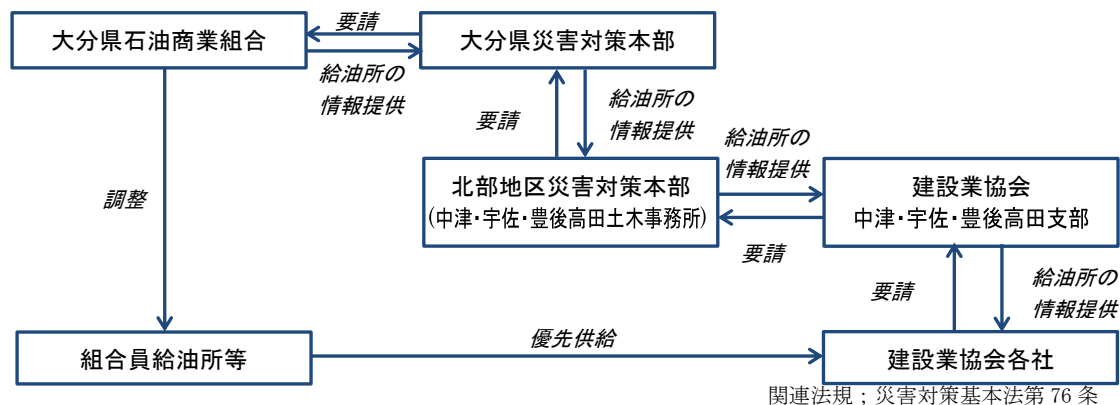 大分県石油商業組合
要請
大分県災害対策本部
給油所の
情報提供
要請
給油所の
情報提供
給油所の
情報提供
調整
北部地区災害対策本部
(中津・宇佐・豊後高田土木事務所)
建設業協会
中津・宇佐・豊後高田支部
要請
要請
給油所の
情報提供
組合員給油所等
優先供給
建設業協会各社
関連法規；災害対策基本法第 76 条